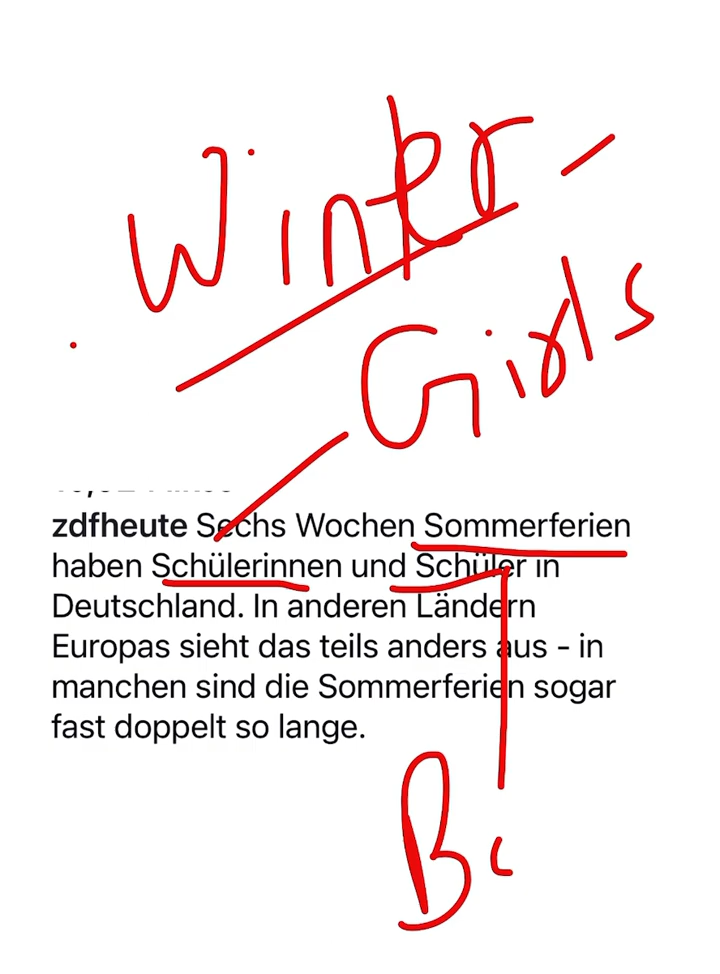 Winter-
Girls
zdfheute Sechs Wochen Sommerferien
haben Schülerinnen und Schüler in
Deutschland. In anderen Ländern
Europas sieht das teils anders aus - in
manchen sind die Sommerferien sogar
fast doppelt so lange.